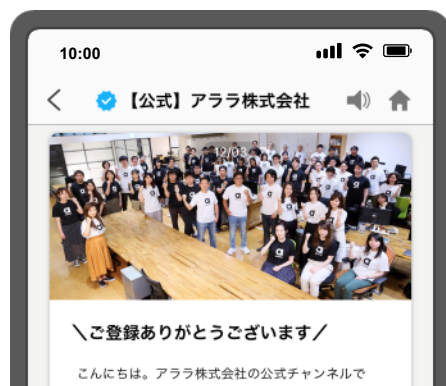 10:00
【公式】アララ株式会社
12/03
＼ご登録ありがとうございます／
こんにちは。アララ株式会社の公式チャンネルで